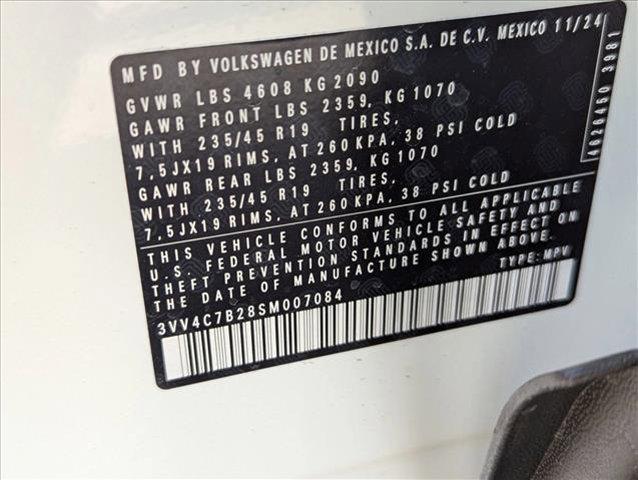 MFD BY VOLKSWAGEN DE MEXICO S.A. DE C.V. MEXICO 11/24
GVWR LBS 4608 KG 2090
GAWR FRONT LBS 2359, KG 1070
WITH 235/45 R19 TIRES,
7,5JX19 RIMS, AT 260 KPA, 38 PSI COLD
GAWR REAR LBS 2359, KG 1070
WITH 235/45 R19 TIRES,
7,5JX19 RIMS, AT 260 KPA, 38 PSI COLD
THIS VEHICLE CONFORMS TO ALL APPLICABLE
U.S. FEDERAL MOTOR VEHICLE SAFETY AND
THEFT PREVENTION STANDARDS IN EFFECT ON
THE DATE OF MANUFACTURE SHOWN ABOVE.
TYPE: MPV
3VV4C7B28SM007084
4626450 3981